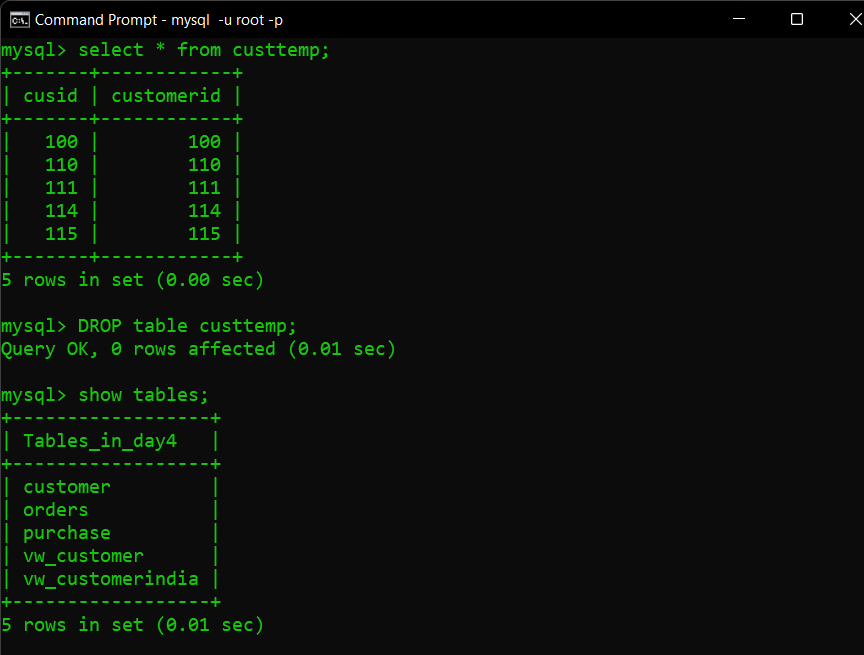 Command Prompt - mysql  -u root -p
mysql> select * from custtemp;
+-------+------------+
| cusid | customerid |
+-------+------------+
|   100 |        100 |
|   110 |        110 |
|   111 |        111 |
|   114 |        114 |
|   115 |        115 |
+-------+------------+
5 rows in set (0.00 sec)
mysql> DROP table custtemp;
Query OK, 0 rows affected (0.01 sec)
mysql> show tables;
+------------------+
| Tables_in_day4   |
+------------------+
| customer         |
| orders           |
| purchase         |
| vw_customer      |
| vw_customerindia |
+------------------+
5 rows in set (0.01 sec)